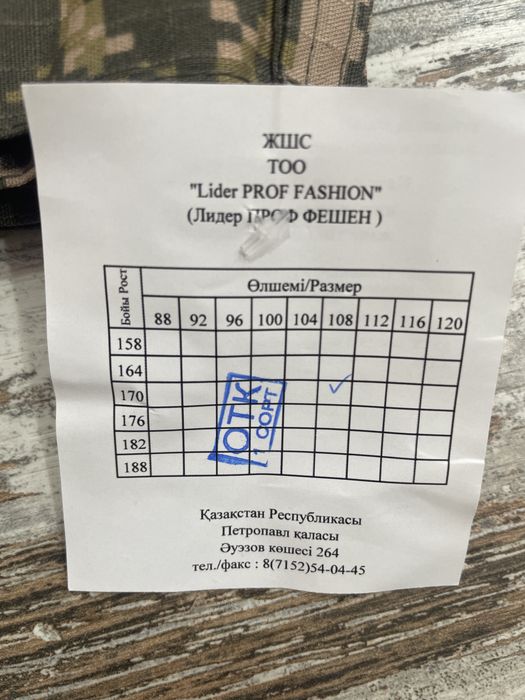 ЖШС
ТОО
"Lider PROF FASHION"
(Лидер ПРОФ ФЕШЕН )
Бойы Рост
Өлшемі/Размер
88 92 96 100 104 108 112 116 120
158
164
170
176
182
188
ОТК
1 СОРТ
Қазақстан Республикасы
Петропавл қаласы
Әуэзов көшесі 264
тел./факс : 8(7152)54-04-45